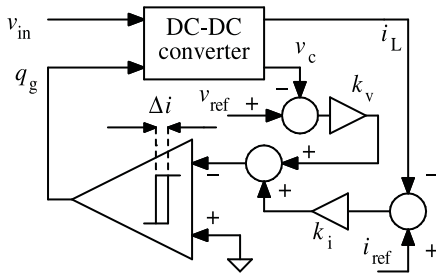 v_in
DC-DC
converter
i_L
q_g
v_c
Δi
v_ref
−
+
k_v
−
+
+
−
+
+
k_i
i_ref
+